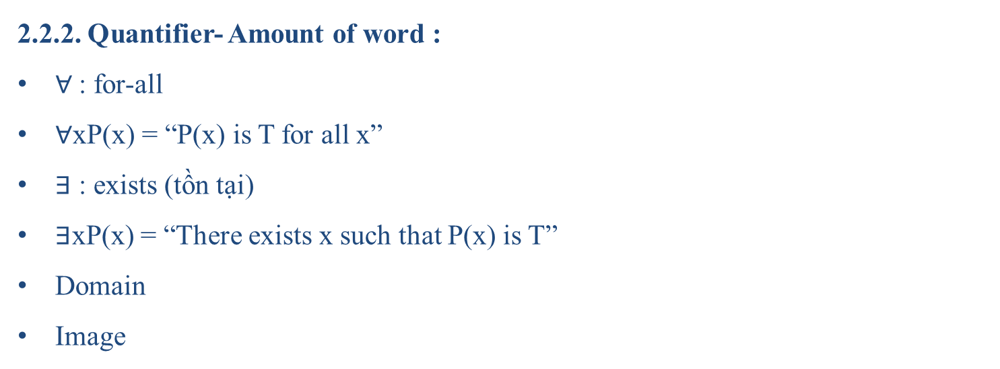 2.2.2. Quantifier- Amount of word :
• ∀ : for-all
• ∀xP(x) = “P(x) is T for all x”
• ∃ : exists (tồn tại)
• ∃xP(x) = “There exists x such that P(x) is T”
• Domain
• Image